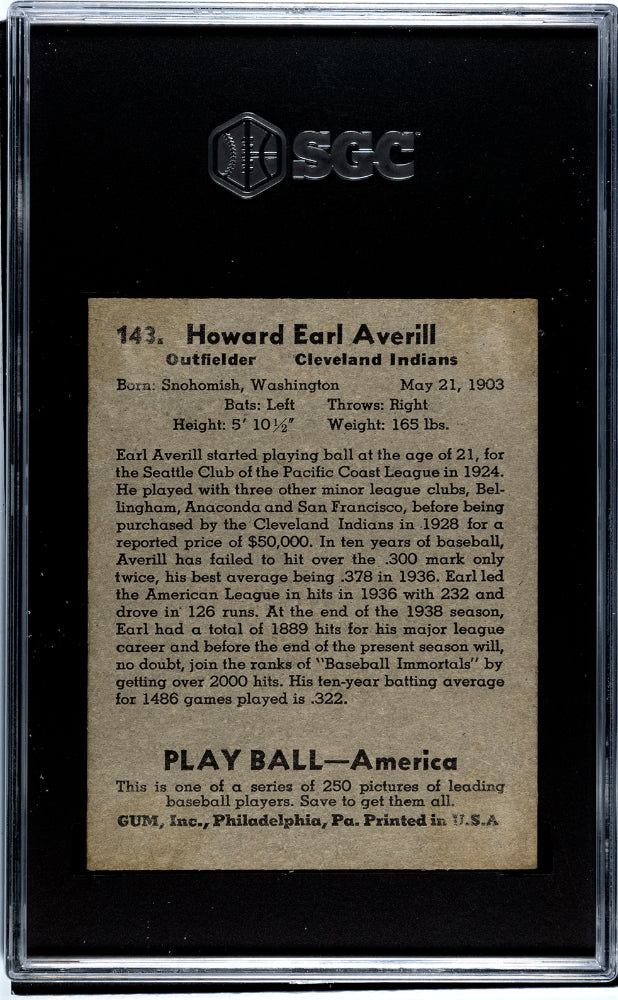 SGC
143. Howard Earl Averill
Outfielder Cleveland Indians
Born: Snohomish, Washington May 21, 1903
Bats: Left Throws: Right
Height: 5' 10½" Weight: 165 lbs.
Earl Averill started playing ball at the age of 21, for
the Seattle Club of the Pacific Coast League in 1924.
He played with three other minor league clubs, Bel-
lingham, Anaconda and San Francisco, before being
purchased by the Cleveland Indians in 1928 for a
reported price of $50,000. In ten years of baseball,
Averill has failed to hit over the .300 mark only
twice, his best average being .378 in 1936. Earl led
the American League in hits in 1936 with 232 and
drove in 126 runs. At the end of the 1938 season,
Earl had a total of 1889 hits for his major league
career and before the end of the present season will,
no doubt, join the ranks of "Baseball Immortals" by
getting over 2000 hits. His ten-year batting average
for 1486 games played is .322.
PLAY BALL—America
This is one of a series of 250 pictures of leading
baseball players. Save to get them all.
GUM, Inc., Philadelphia, Pa. Printed in U.S.A